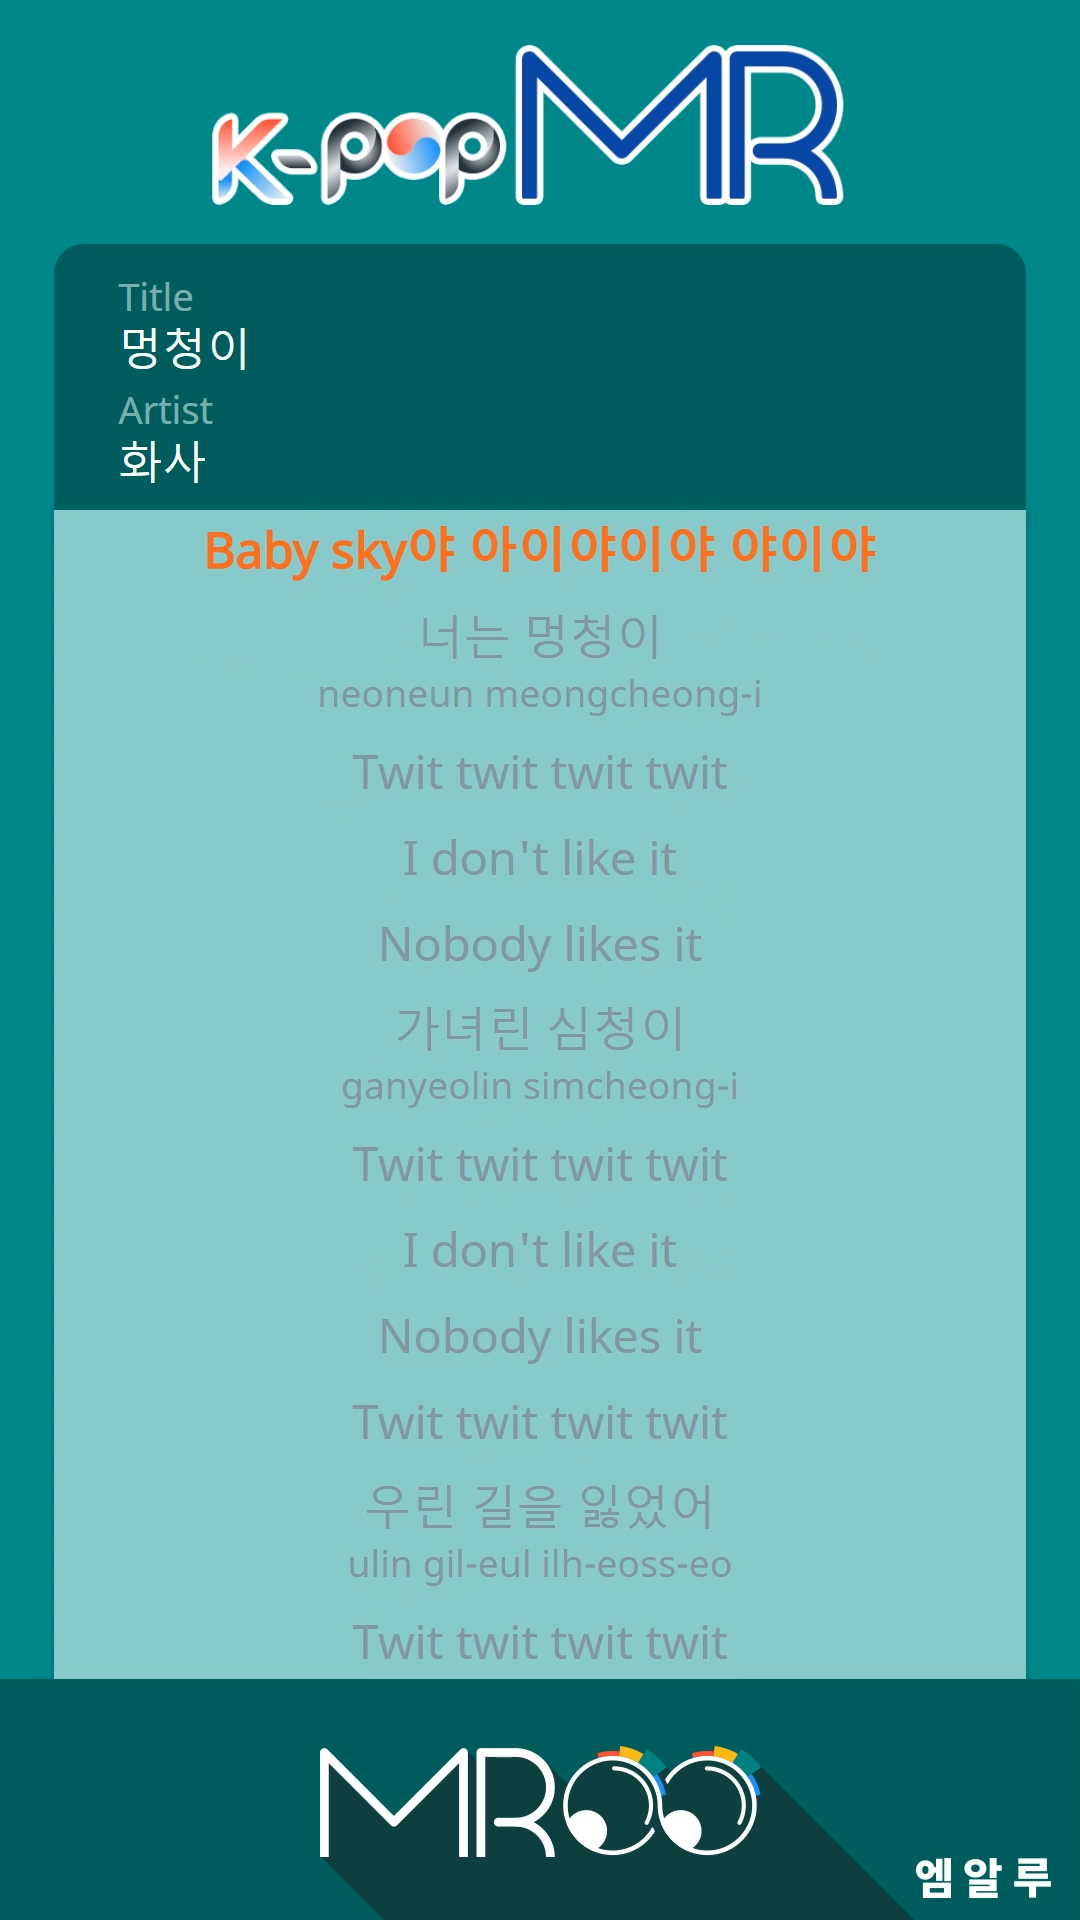 K-pop MR
Title
멍청이
Artist
화사
Baby sky야 아이야이야 야이야
너는 멍청이
neoneun meongcheong-i
Twit twit twit twit
I don't like it
Nobody likes it
가녀린 심청이
ganyeolin simcheong-i
Twit twit twit twit
I don't like it
Nobody likes it
Twit twit twit twit
우린 길을 잃었어
ulin gil-eul ilh-eoss-eo
Twit twit twit twit
MROO
엠알루